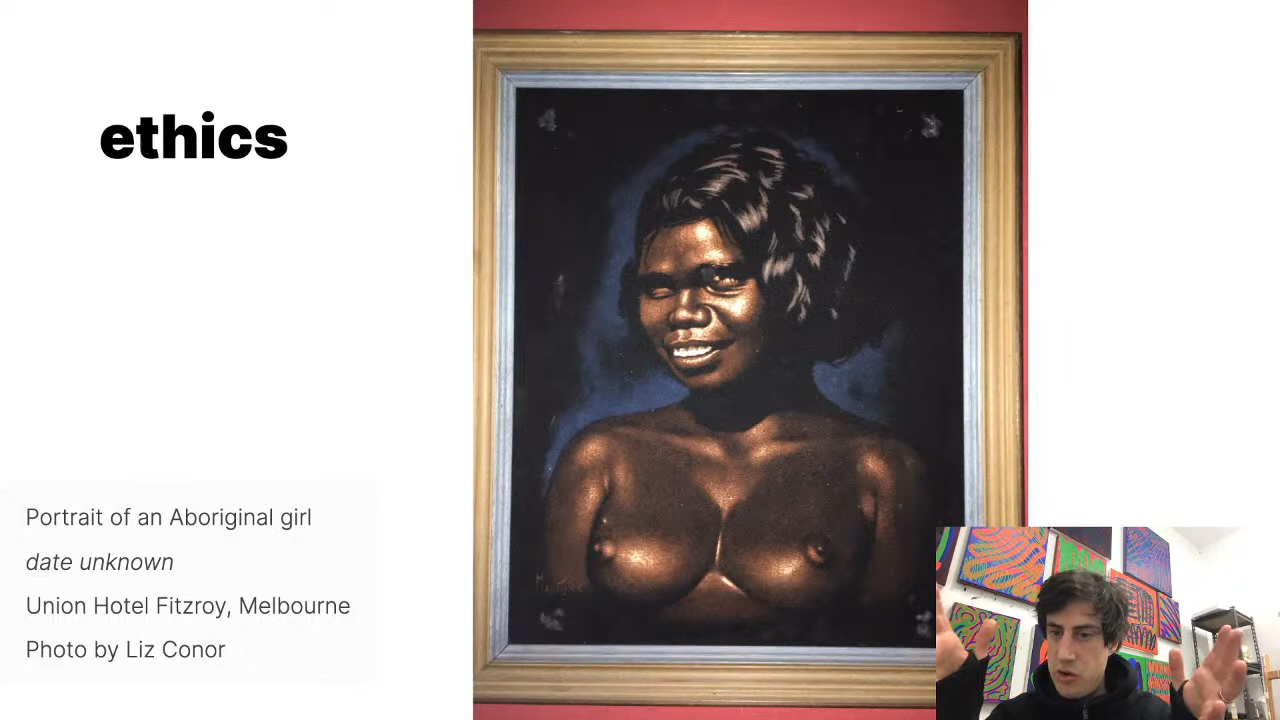 ethics
Portrait of an Aboriginal girl
date unknown
Union Hotel Fitzroy, Melbourne
Photo by Liz Conor